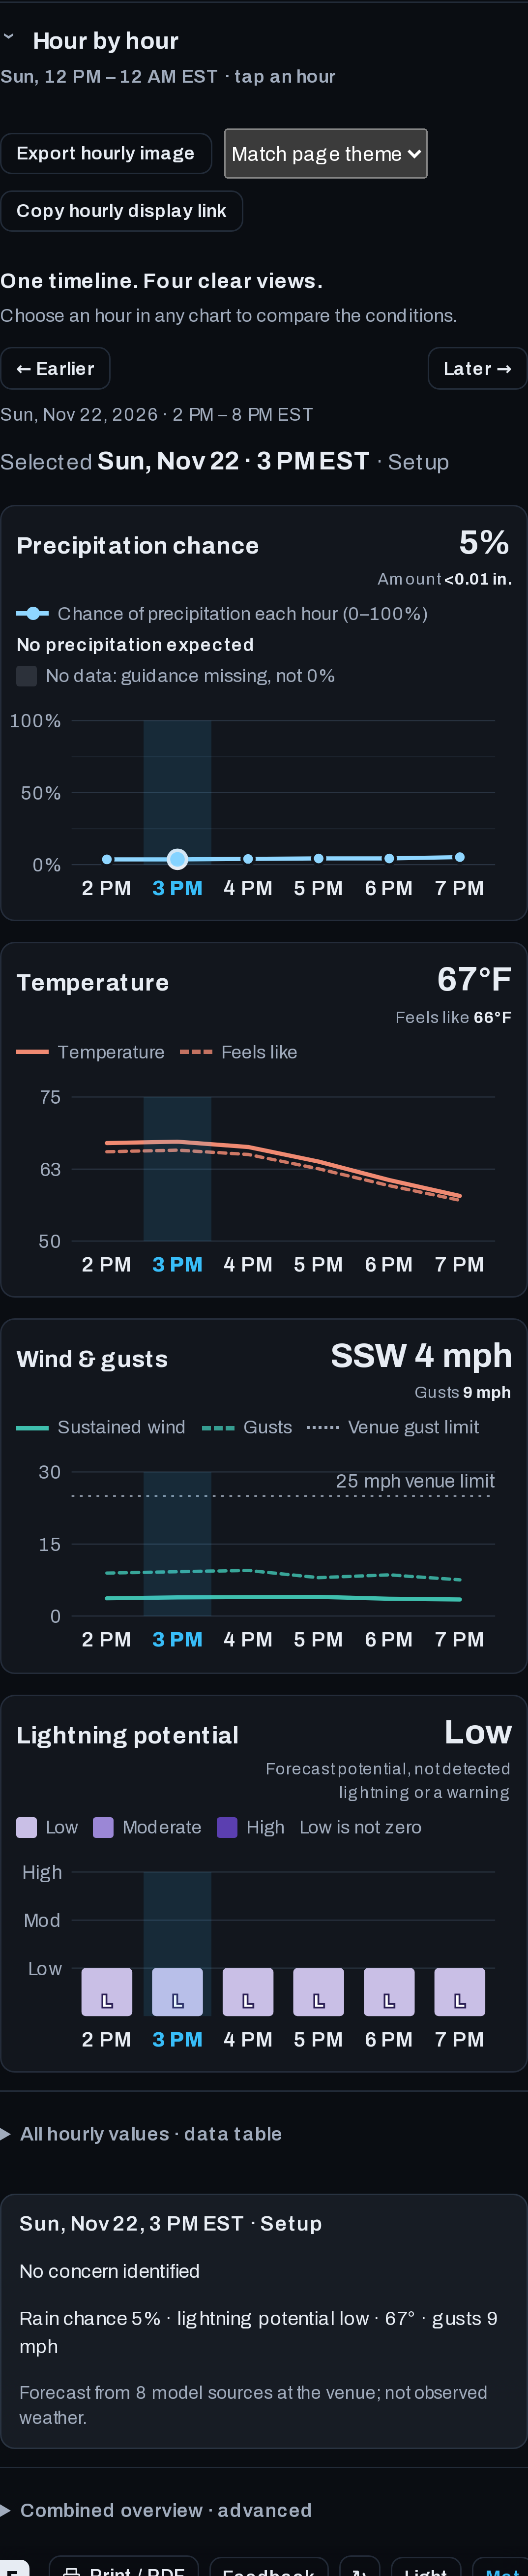 Hour by hour
Sun, 12 PM – 12 AM EST · tap an hour
Export hourly image
Match page theme
Copy hourly display link
One timeline. Four clear views.
Choose an hour in any chart to compare the conditions.
← Earlier
Later →
Sun, Nov 22, 2026 · 2 PM – 8 PM EST
Selected Sun, Nov 22 · 3 PM EST · Setup
Precipitation chance
5%
Amount <0.01 in.
Chance of precipitation each hour (0–100%)
No precipitation expected
No data: guidance missing, not 0%
100%
50%
0%
2 PM 3 PM 4 PM 5 PM 6 PM 7 PM
Temperature
67°F
Feels like 66°F
Temperature Feels like
75
63
50
2 PM 3 PM 4 PM 5 PM 6 PM 7 PM
Wind & gusts
SSW 4 mph
Gusts 9 mph
Sustained wind Gusts Venue gust limit
30
25 mph venue limit
15
0
2 PM 3 PM 4 PM 5 PM 6 PM 7 PM
Lightning potential
Low
Forecast potential, not detected
lightning or a warning
Low Moderate High Low is not zero
High
Mod
Low
L L L L L L
2 PM 3 PM 4 PM 5 PM 6 PM 7 PM
All hourly values · data table
Sun, Nov 22, 3 PM EST · Setup
No concern identified
Rain chance 5% · lightning potential low · 67° · gusts 9
mph
Forecast from 8 model sources at the venue; not observed
weather.
Combined overview · advanced
Print / PDF Feedback Light